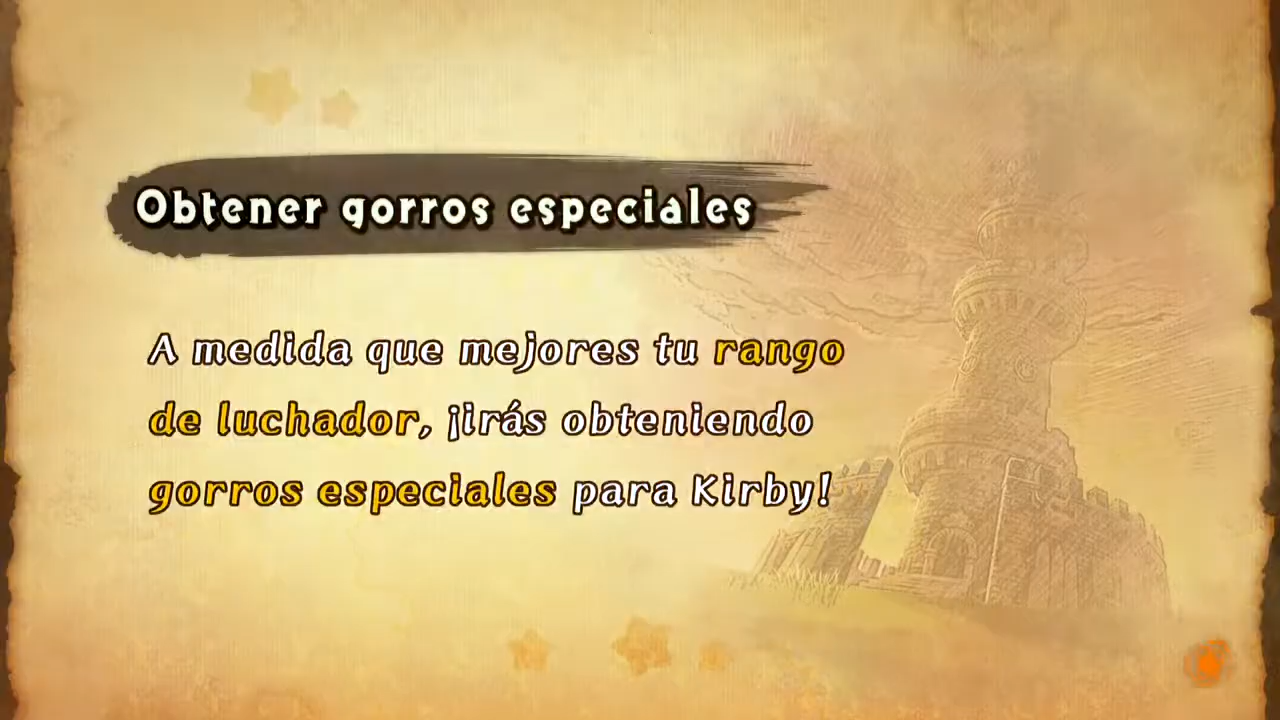 Obtener gorros especiales
A medida que mejores tu rango
de luchador, ¡irás obteniendo
gorros especiales para Kirby!